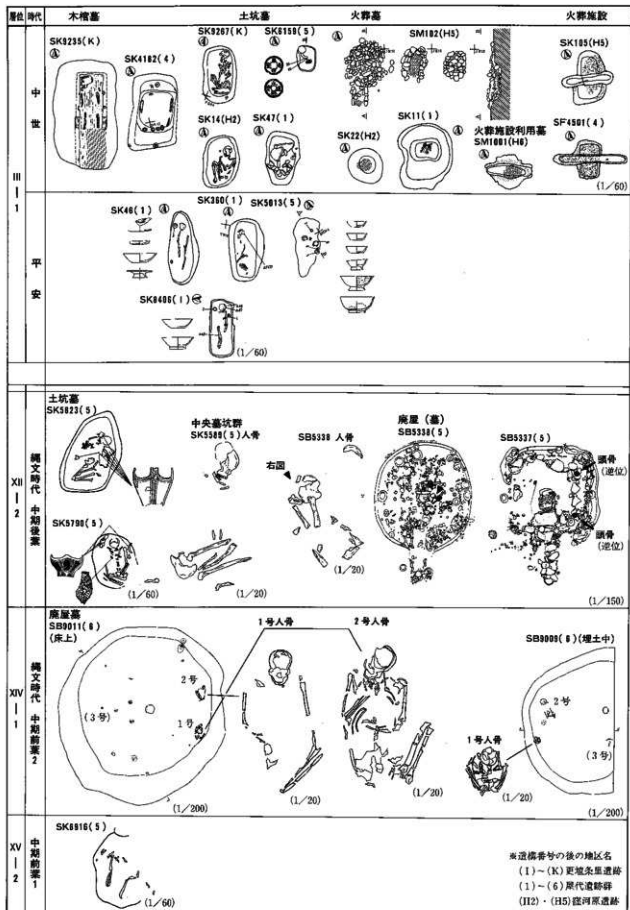 層位 時代 木棺墓 土坑墓 火葬墓 火葬施設
III-1
中世
SK9235(K)
SK4182(4)
SK9267(K)
SK6159(5)
SM102(H5)
SK105(H5)
SK14(H2)
SK47(1)
SK22(H2)
SK11(1)
火葬施設利用墓
SM1001(H6)
SF4501(4)
(1/60)
平安
SK46(1)
SK360(1)
SK5013(5)
SK8406(I)
(1/60)
XII-2
縄文時代 中期後葉
土坑墓
SK5823(5)
中央墓坑群
SK5589(5)人骨
SB5338 人骨
右図
廃屋(墓)
SB5338(5)
SB5337(5)
頭骨
(逆位)
頭骨
(逆位)
SK5790(5)
(1/60)
(1/20)
(1/20)
(1/150)
XIV-1
縄文時代 中期前葉2
廃屋墓
SB9011(6)
(床上)
1号人骨
2号人骨
SB9009(6)(埋土中)
2号
(3号)
1号
2号
1号人骨
(3号)
(1/200)
(1/20)
(1/20)
(1/20)
(1/200)
XV-2
中期前葉1
SK6916(5)
(1/60)
※遺構番号の後の地区名
(I)~(K)更埴条里遺跡
(1)~(6)屋代遺跡群
(H2)・(H5)窪河原遺跡